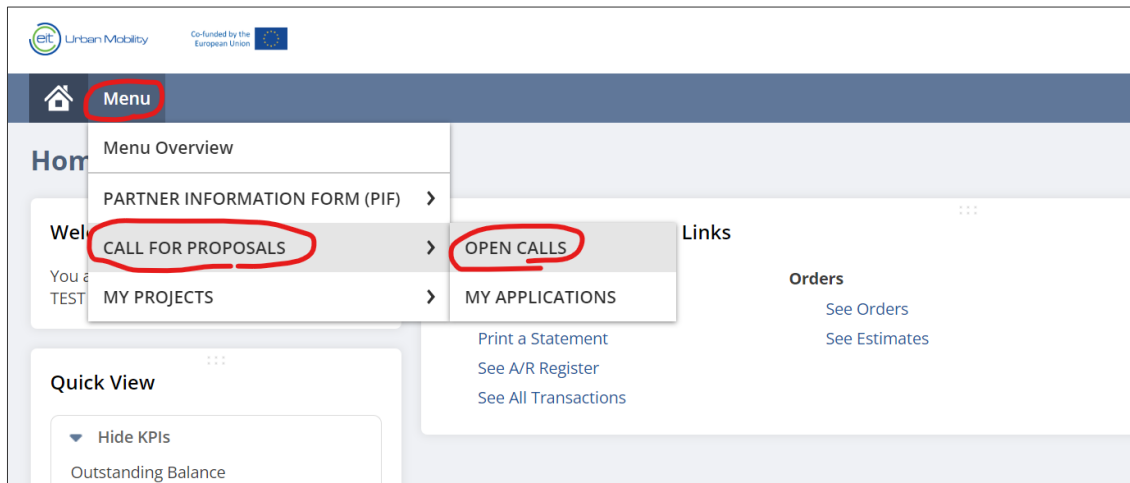 eit Urban Mobility
Co-funded by the
European Union
Menu
Menu Overview
Hom
PARTNER INFORMATION FORM (PIF)
CALL FOR PROPOSALS
MY PROJECTS
OPEN CALLS
MY APPLICATIONS
Wel
You a
TEST
Links
Print a Statement
See A/R Register
See All Transactions
Orders
See Orders
See Estimates
Quick View
Hide KPIs
Outstanding Balance